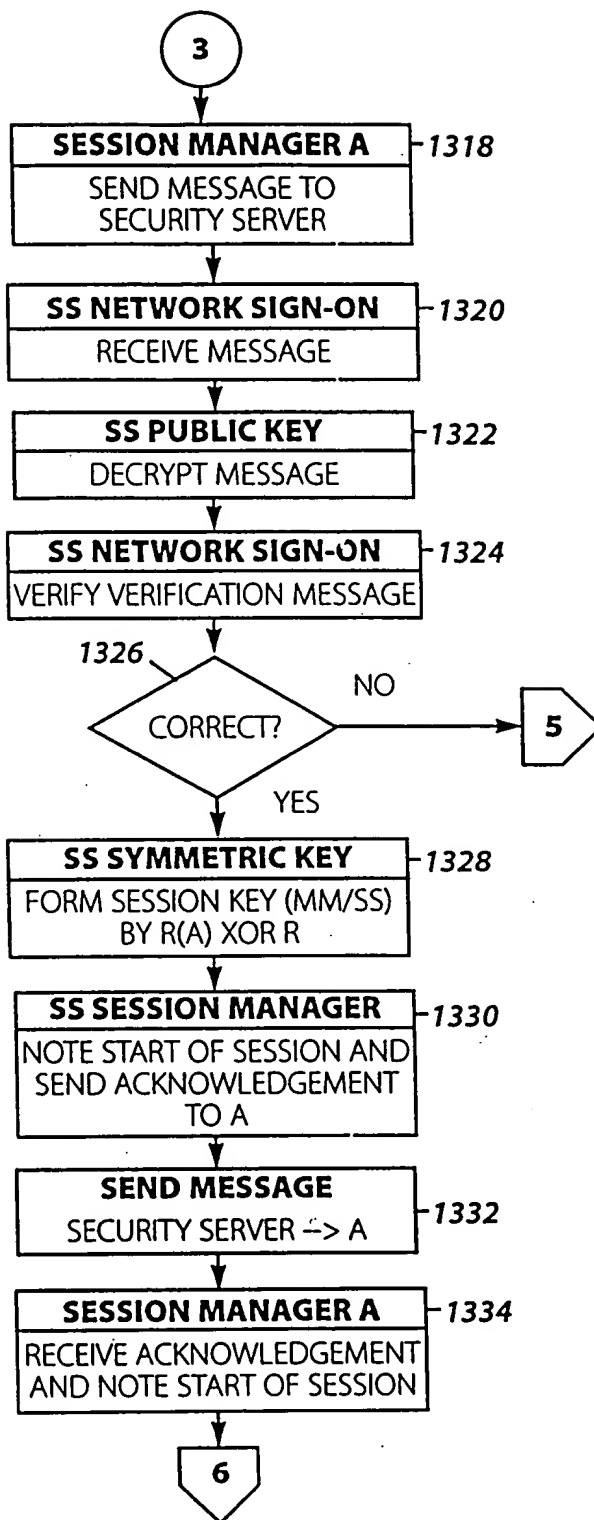 3
SESSION MANAGER A
1318
SEND MESSAGE TO
SECURITY SERVER
SS NETWORK SIGN-ON
1320
RECEIVE MESSAGE
SS PUBLIC KEY
1322
DECRYPT MESSAGE
SS NETWORK SIGN-ON
1324
VERIFY VERIFICATION MESSAGE
1326
CORRECT?
NO
5
YES
SS SYMMETRIC KEY
1328
FORM SESSION KEY (MM/SS)
BY R(A) XOR R
SS SESSION MANAGER
1330
NOTE START OF SESSION AND
SEND ACKNOWLEDGEMENT
TO A
SEND MESSAGE
SECURITY SERVER --> A
1332
SESSION MANAGER A
1334
RECEIVE ACKNOWLEDGEMENT
AND NOTE START OF SESSION
6